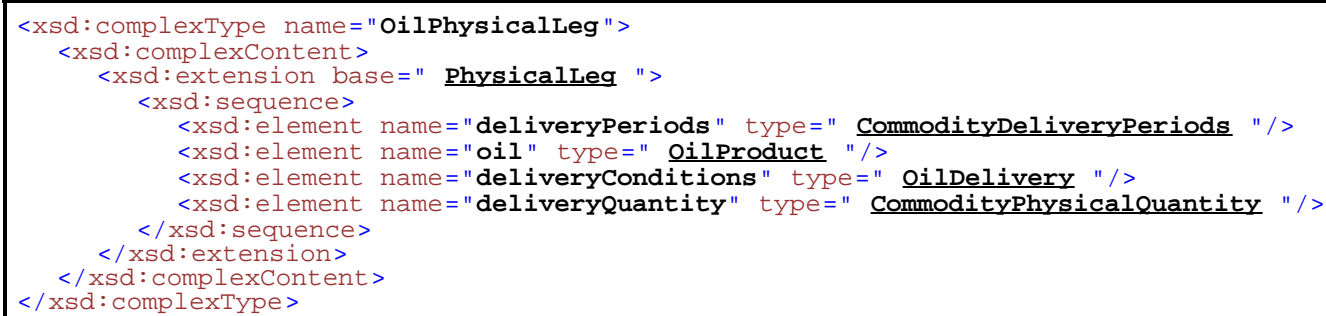 <xsd:complexType name="OilPhysicalLeg">
<xsd:complexContent>
<xsd:extension base=" PhysicalLeg ">
<xsd:sequence>
<xsd:element name="deliveryPeriods" type=" CommodityDeliveryPeriods "/>
<xsd:element name="oil" type=" OilProduct "/>
<xsd:element name="deliveryConditions" type=" OilDelivery "/>
<xsd:element name="deliveryQuantity" type=" CommodityPhysicalQuantity "/>
</xsd:sequence>
</xsd:extension>
</xsd:complexContent>
</xsd:complexType>